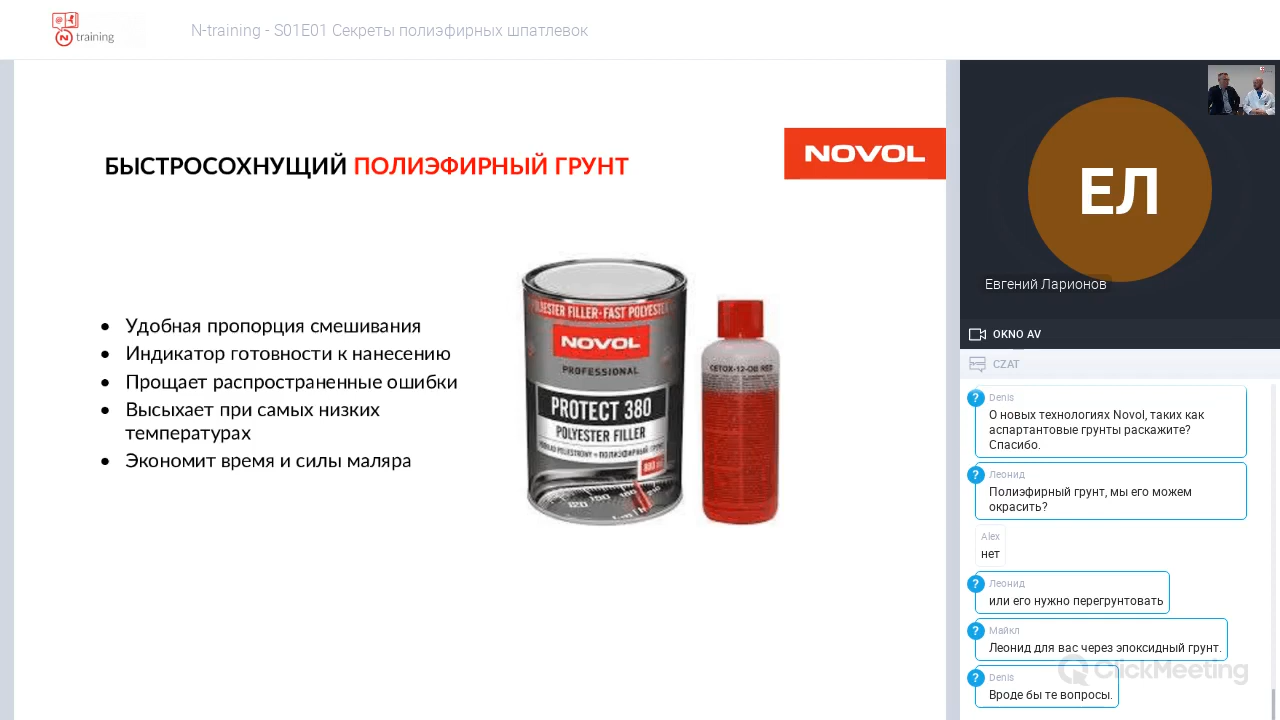 training
N-training - S01E01 Секреты полиэфирных шпатлевок
БЫСТРОСОХНУЩИЙ ПОЛИЭФИРНЫЙ ГРУНТ
NOVOL
• Удобная пропорция смешивания
• Индикатор готовности к нанесению
• Прощает распространенные ошибки
• Высыхает при самых низких
температурах
• Экономит время и силы маляра
NOVOL
PROFESSIONAL
PROTECT 380
POLYESTER FILLER
ЕЛ
Евгений Ларионов
OKNO AV
CZAT
Denis
О новых технологиях Novol, таких как
аспартантовые грунты раскажите?
Спасибо.
Леонид
Полиэфирный грунт, мы его можем
окрасить?
Alex
нет
Леонид
или его нужно перегрунтовать
Майкл
Леонид для вас через эпоксидный грунт.
Denis
Вроде бы те вопросы.
ClickMeeting